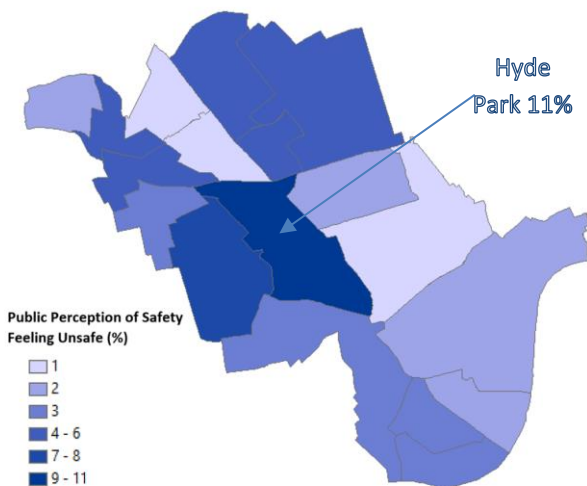 Hyde
Park 11%
Public Perception of Safety
Feeling Unsafe (%)
1
2
3
4 - 6
7 - 8
9 - 11